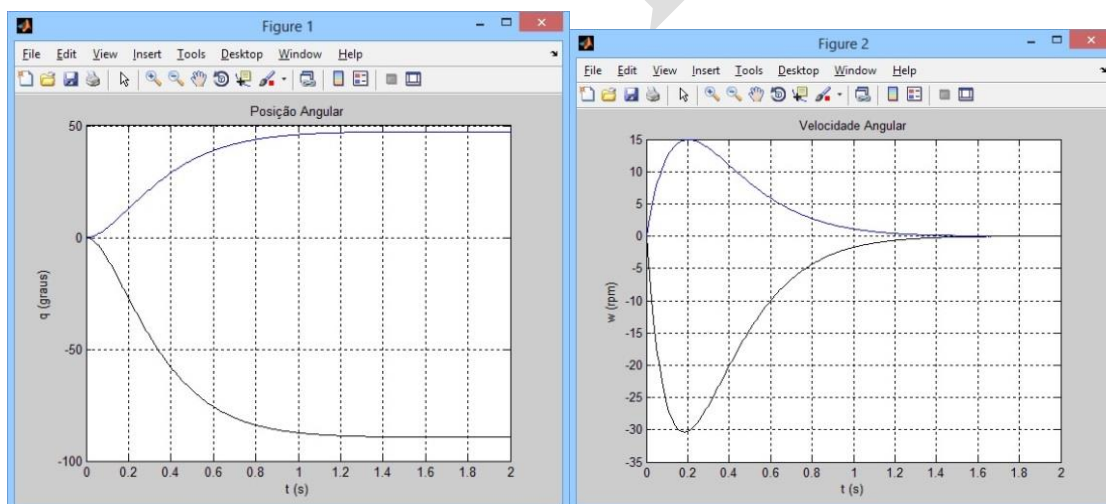 Figure 1
File Edit View Insert Tools Desktop Window Help
Posição Angular
50
0
-50
-100
q (graus)
0 0.2 0.4 0.6 0.8 1 1.2 1.4 1.6 1.8 2
t (s)
Figure 2
File Edit View Insert Tools Desktop Window Help
Velocidade Angular
15
10
5
0
-5
-10
-15
-20
-25
-30
-35
w (rpm)
0 0.2 0.4 0.6 0.8 1 1.2 1.4 1.6 1.8 2
t (s)